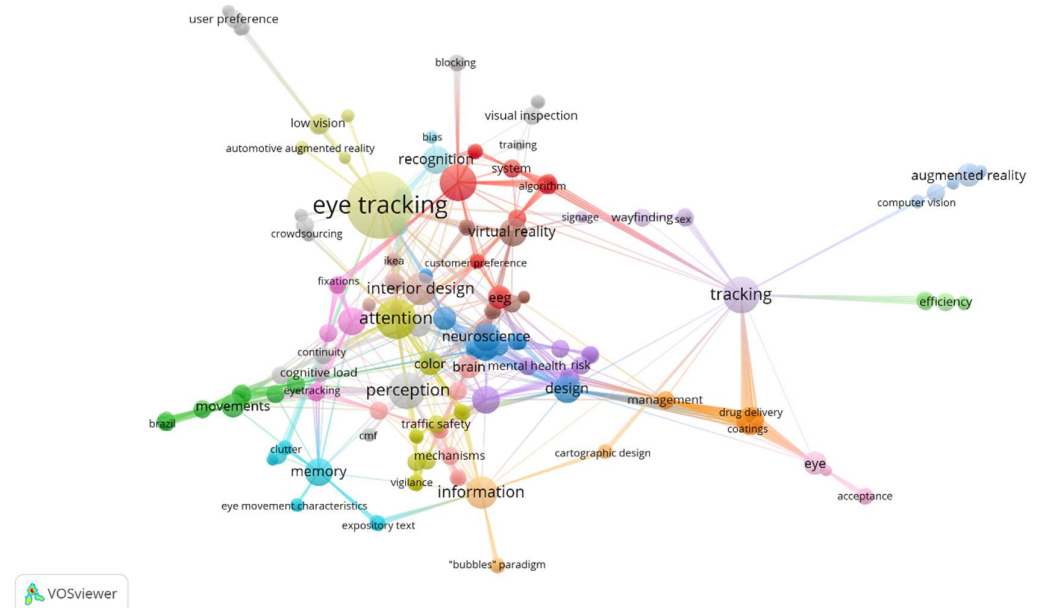 user preference
blocking
visual inspection
low vision
bias
training
automotive augmented reality
recognition
system
algorithm
augmented reality
computer vision
eye tracking
signage
wayfinding
sex
crowdsourcing
virtual reality
ikea
customer preference
fixations
interior design
eeg
tracking
efficiency
attention
neuroscience
continuity
color
brain
mental health
risk
cognitive load
eyetracking
perception
design
management
movements
brazil
drug delivery
coatings
traffic safety
cmf
clutter
mechanisms
cartographic design
eye
memory
vigilance
information
acceptance
eye movement characteristics
expository text
"bubbles" paradigm
VOSviewer